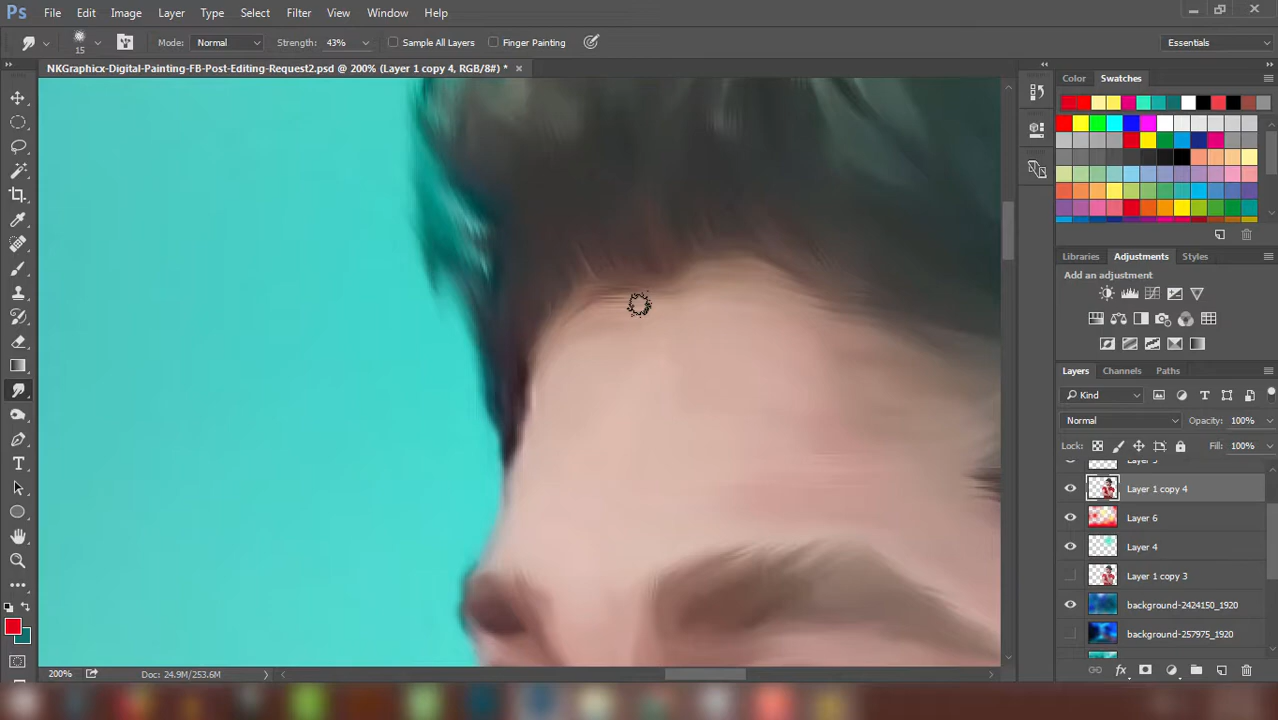 Ps File Edit Image Layer Type Select Filter View Window Help
15 Mode: Normal Strength: 43% Sample All Layers Finger Painting Essentials
NKGraphicx-Digital-Painting-FB-Post-Editing-Request2.psd @ 200% (Layer 1 copy 4, RGB/8#) * ×
Color Swatches
Libraries Adjustments Styles
Add an adjustment
Layers Channels Paths
Kind
Normal Opacity: 100%
Lock: Fill: 100%
Layer 1 copy 4
Layer 6
Layer 4
Layer 1 copy 3
background-2424150_1920
background-257975_1920
200% Doc: 24.9M/253.6M
fx